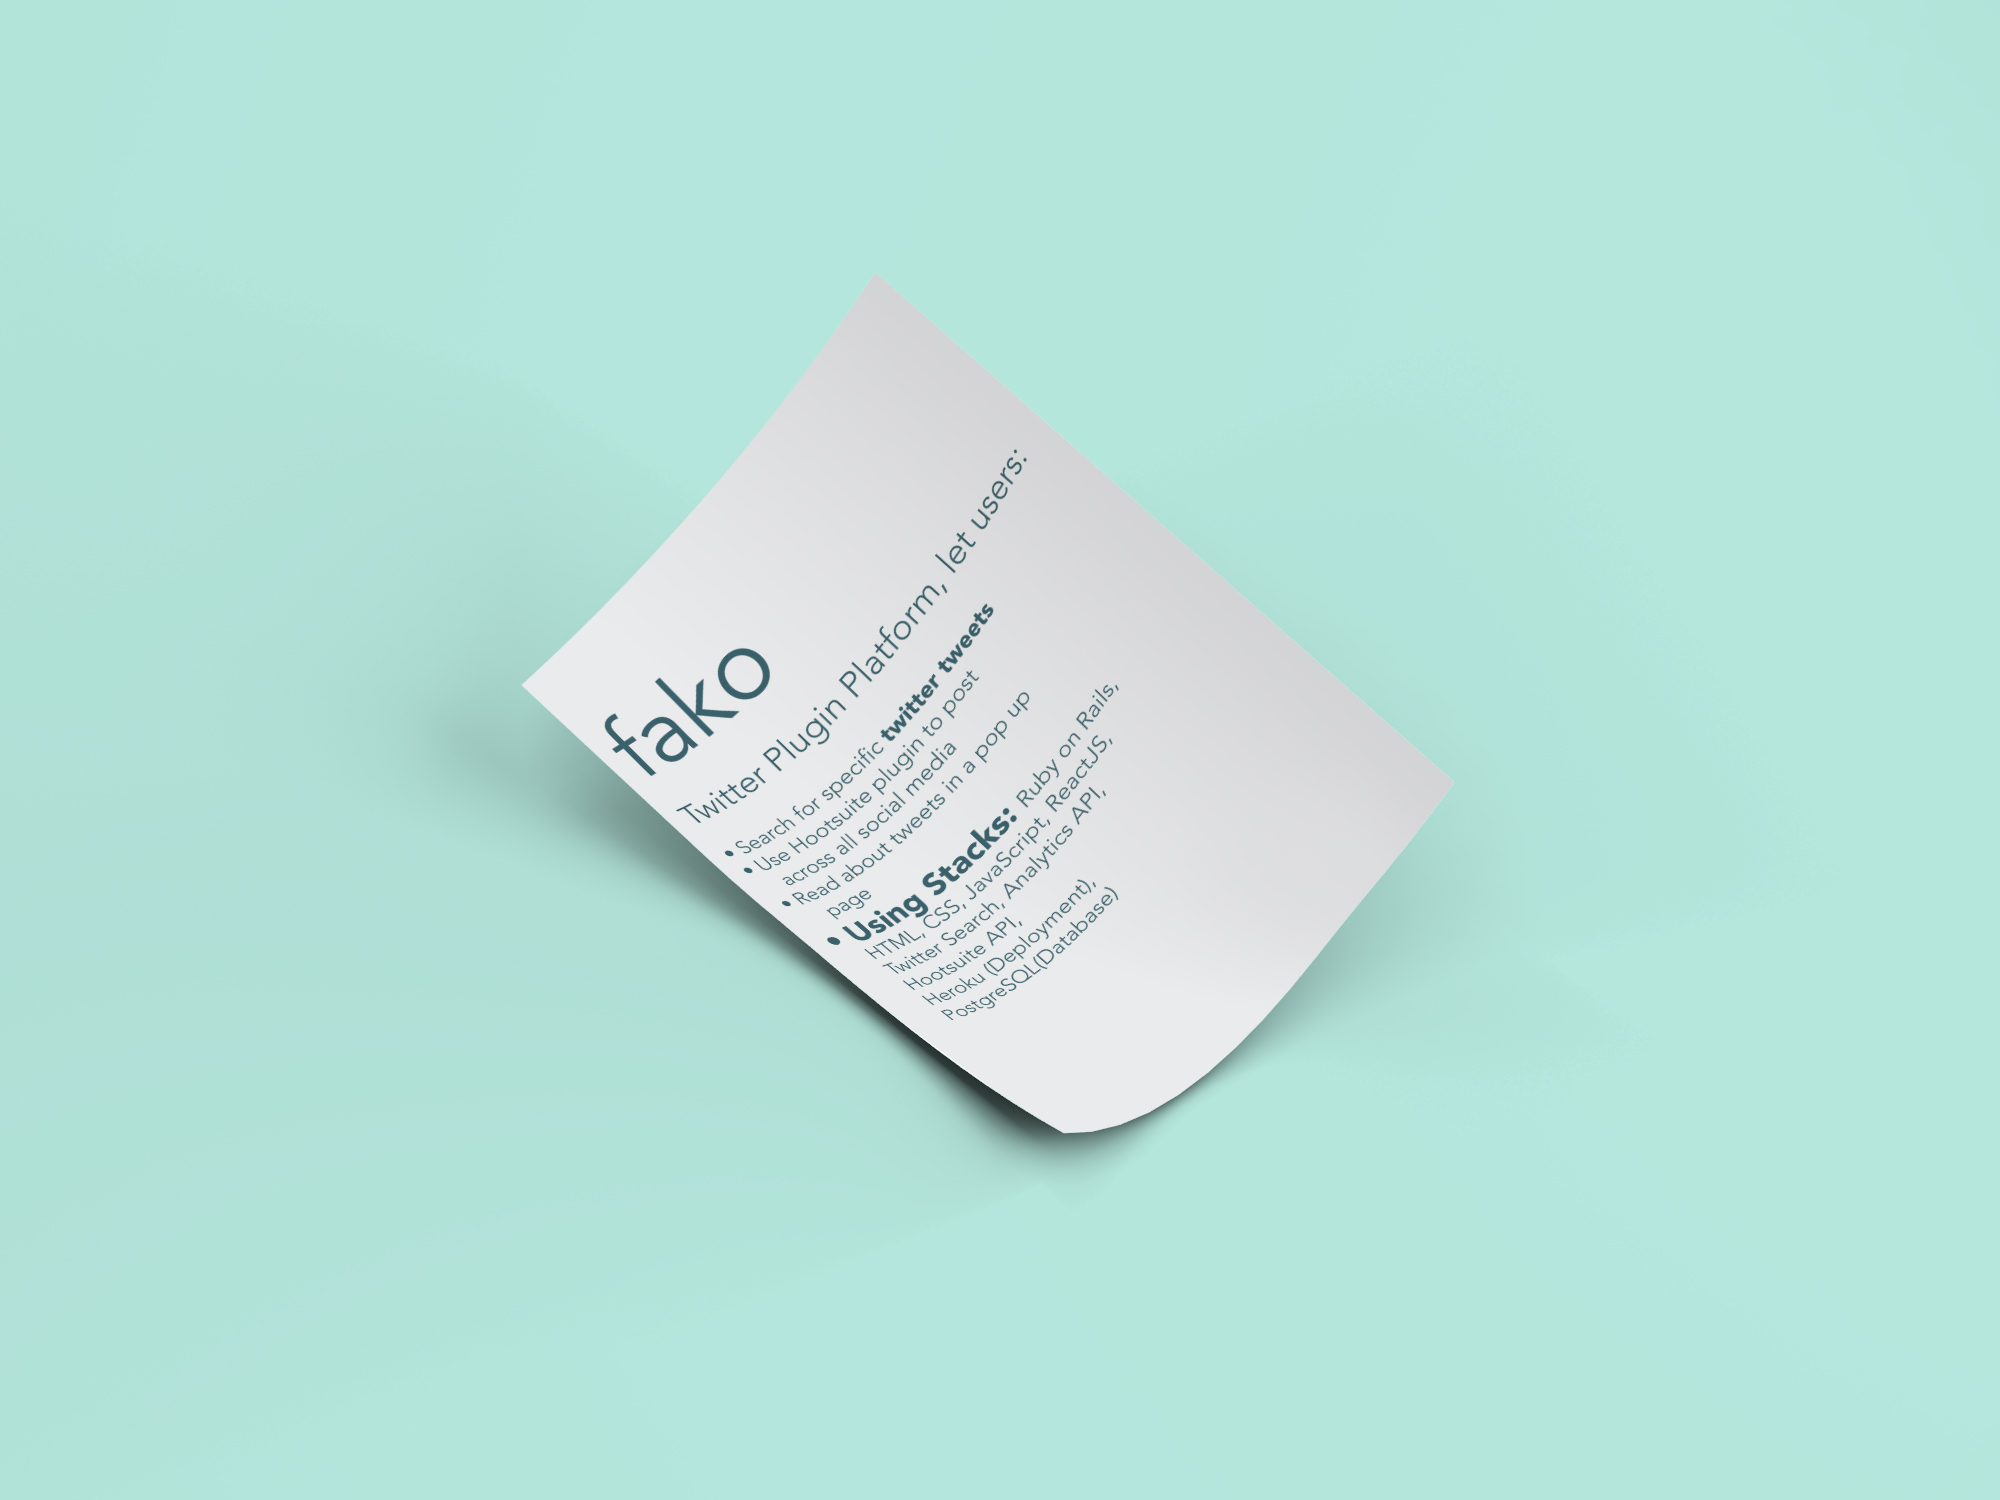 fako
Twitter Plugin Platform, let users:
• Search for specific twitter tweets
• Use Hootsuite plugin to post
across all social media
• Read about tweets in a pop up
page
• Using Stacks: Ruby on Rails,
HTML, CSS, JavaScript, ReactJS,
Twitter Search, Analytics API,
Hootsuite API,
Heroku (Deployment),
PostgreSQL(Database)